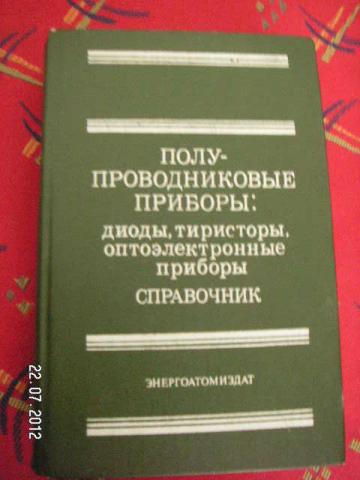 ПОЛУ-
ПРОВОДНИКОВЫЕ
ПРИБОРЫ:
диоды, тиристоры,
оптоэлектронные
приборы
СПРАВОЧНИК
ЭНЕРГОАТОМИЗДАТ
22.07.2012